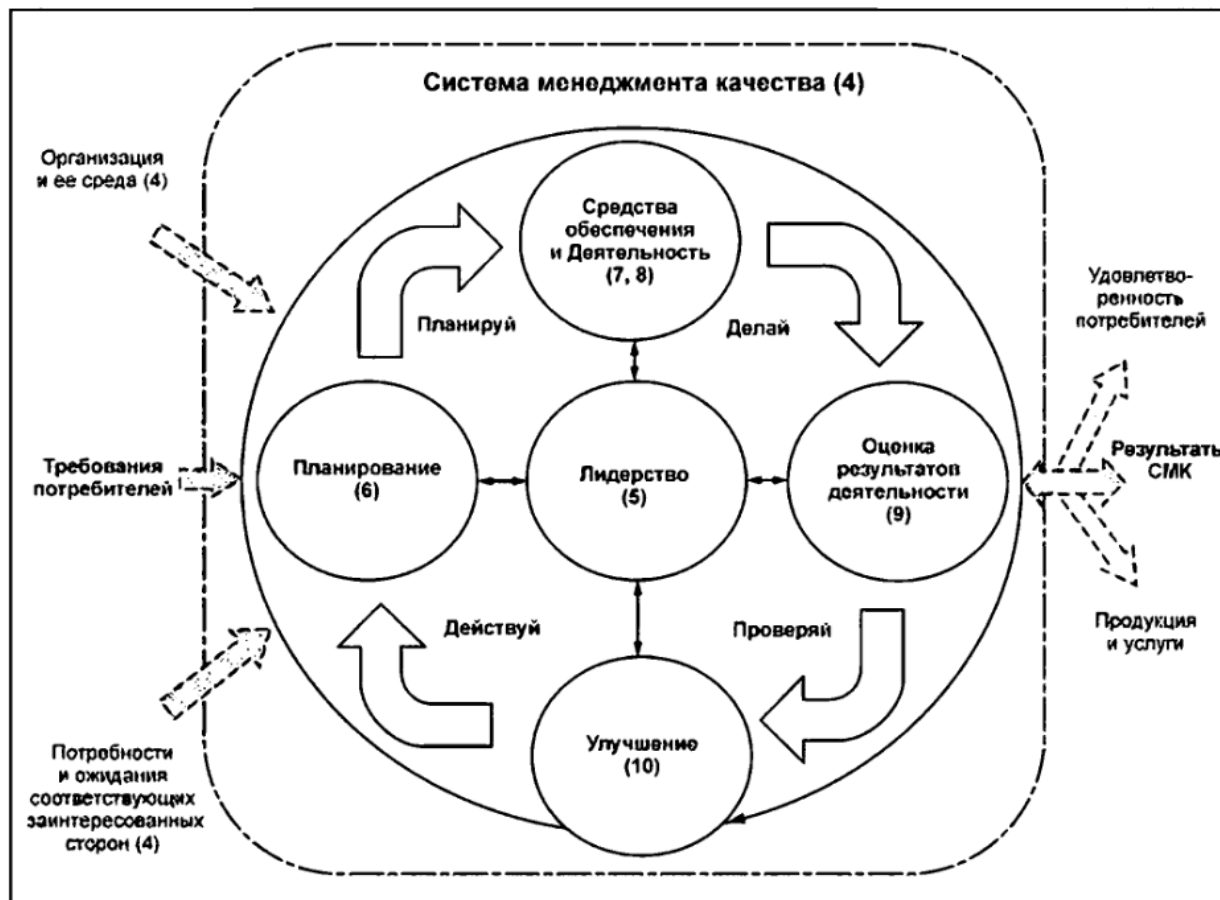 Система менеджмента качества (4)
Организация
и ее среда (4)
Средства
обеспечения
и Деятельность
(7, 8)
Удовлетво-
ренность
потребителей
Планируй
Делай
Требования
потребителей
Планирование
(6)
Лидерство
(5)
Оценка
результатов
деятельности
(9)
Результаты
СМК
Действуй
Проверяй
Продукция
и услуги
Улучшение
(10)
Потребности
и ожидания
соответствующих
заинтересованных
сторон (4)